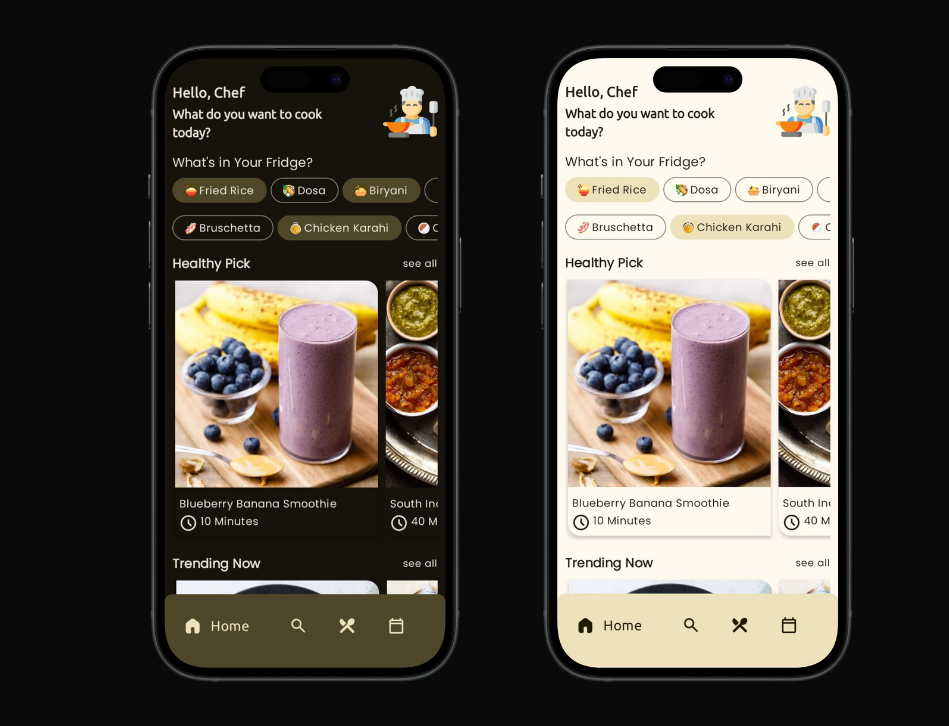 Hello, Chef
What do you want to cook
today?
What's in Your Fridge?
Fried Rice Dosa Biryani
Bruschetta Chicken Karahi C
Healthy Pick see all
Blueberry Banana Smoothie South In
10 Minutes 40 M
Trending Now see all
Home
Hello, Chef
What do you want to cook
today?
What's in Your Fridge?
Fried Rice Dosa Biryani
Bruschetta Chicken Karahi C
Healthy Pick see all
Blueberry Banana Smoothie South In
10 Minutes 40 M
Trending Now see all
Home